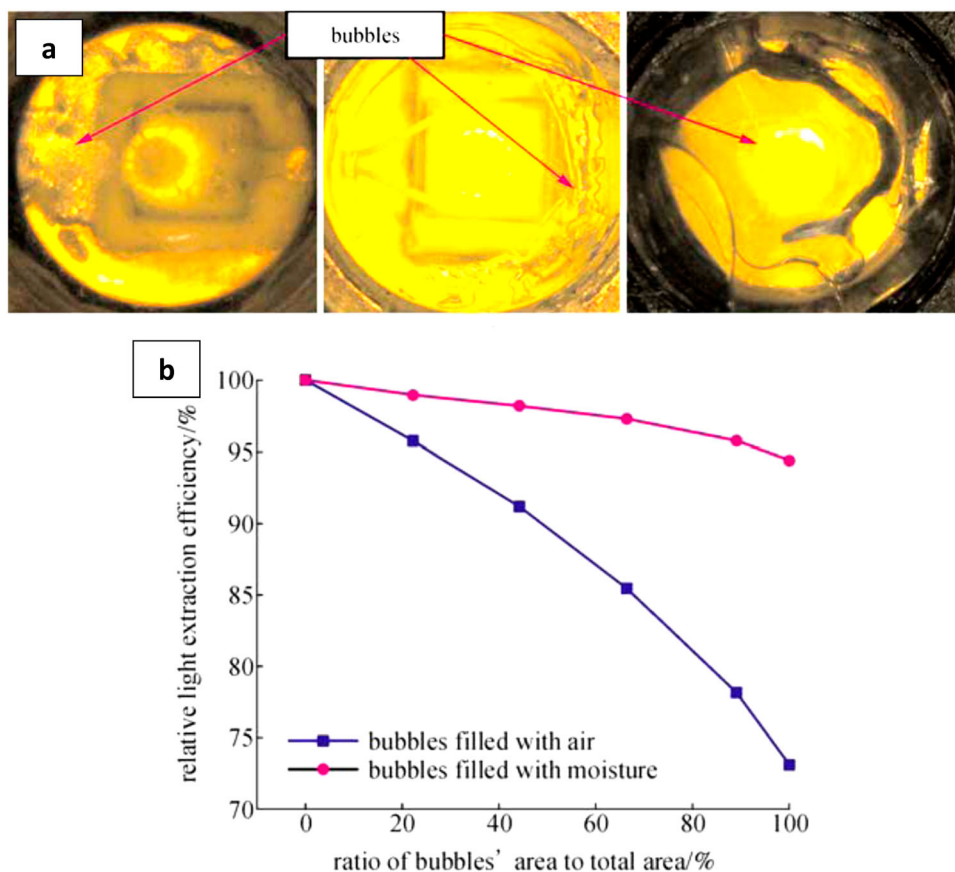 a
bubbles
b
relative light extraction efficiency/%
100
95
90
85
80
75
70
bubbles filled with air
bubbles filled with moisture
0 20 40 60 80 100
ratio of bubbles’ area to total area/%